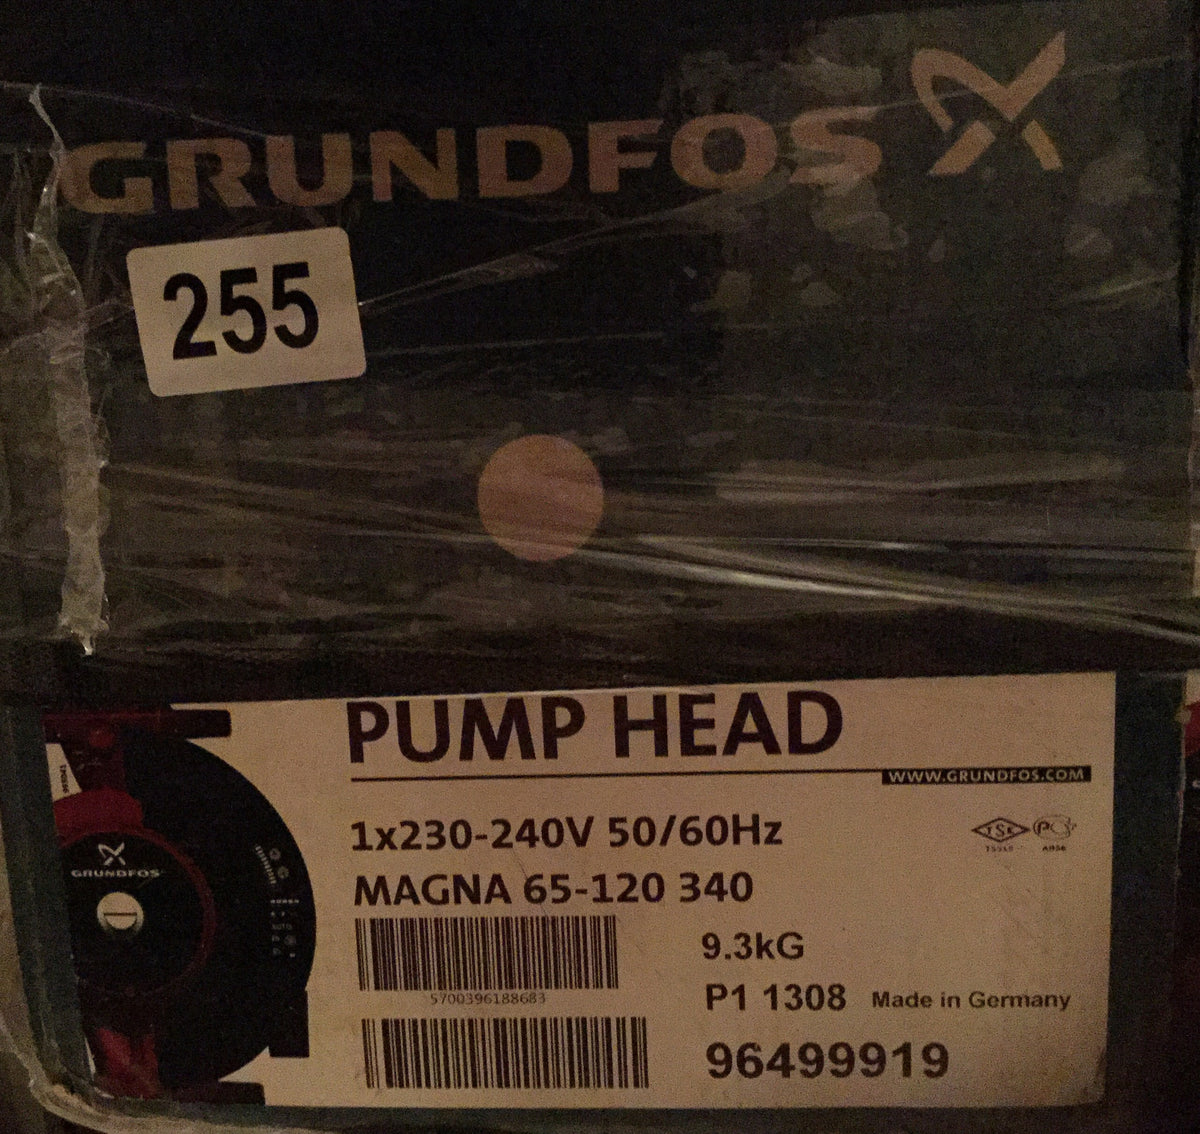 GRUNDFOS
255
PUMP HEAD
WWW.GRUNDFOS.COM
1x230-240V 50/60Hz
MAGNA 65-120 340
GRUNDFOS
5700396188683
9.3kG
P1 1308 Made in Germany
96499919